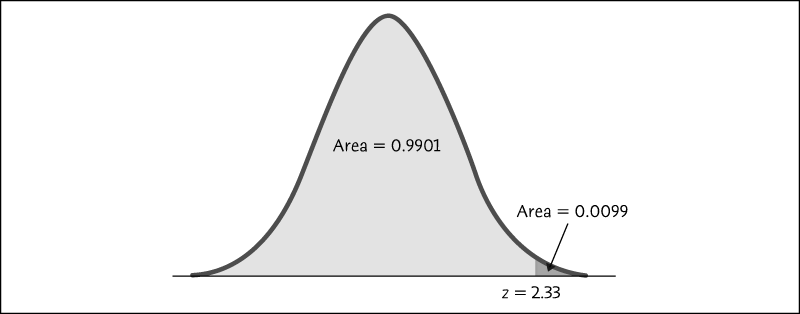 Area = 0.9901
Area = 0.0099
z = 2.33